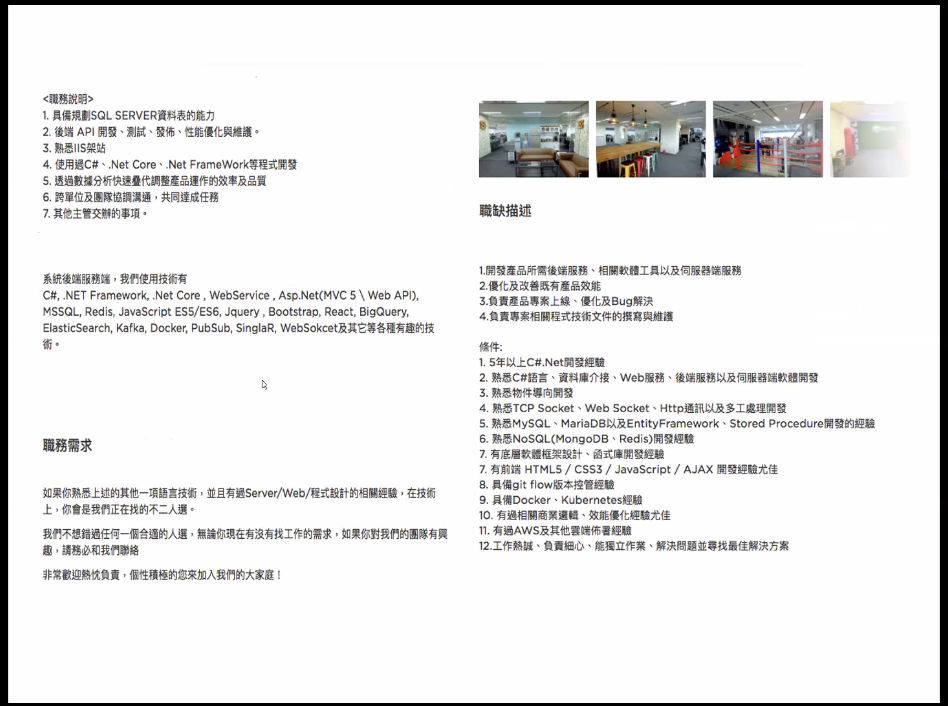 <職務說明>
1. 具備規劃SQL SERVER資料表的能力
2. 後端 API 開發、測試、發佈、性能優化與維護。
3. 熟悉IIS架站
4. 使用過C#、.Net Core、.Net FrameWork等程式開發
5. 透過數據分析快速疊代調整產品運作的效率及品質
6. 跨單位及團隊協調溝通，共同達成任務
7. 其他主管交辦的事項。
系統後端服務端，我們使用技術有
C#, .NET Framework, .Net Core , WebService , Asp.Net(MVC 5 \ Web API),
MSSQL, Redis, JavaScript ES5/ES6, Jquery , Bootstrap, React, BigQuery,
ElasticSearch, Kafka, Docker, PubSub, SinglaR, WebSokcet及其它等各種有趣的技
術。
職務需求
如果你熟悉上述的其他一項語言技術，並且有過Server/Web/程式設計的相關經驗，在技術
上，你會是我們正在找的不二人選。
我們不想錯過任何一個合適的人選，無論你現在有沒有找工作的需求，如果你對我們的團隊有興
趣，請務必和我們聯絡
非常歡迎熱忱負責，個性積極的您來加入我們的大家庭！
職缺描述
1.開發產品所需後端服務、相關軟體工具以及伺服器端服務
2.優化及改善既有產品效能
3.負責產品專案上線、優化及Bug解決
4.負責專案相關程式技術文件的撰寫與維護
條件:
1. 5年以上C#.Net開發經驗
2. 熟悉C#語言、資料庫介接、Web服務、後端服務以及伺服器端軟體開發
3. 熟悉物件導向開發
4. 熟悉TCP Socket、Web Socket、Http通訊以及多工處理開發
5. 熟悉MySQL、MariaDB以及EntityFramework、Stored Procedure開發的經驗
6. 熟悉NoSQL(MongoDB、Redis)開發經驗
7. 有底層軟體框架設計、函式庫開發經驗
7. 有前端 HTML5 / CSS3 / JavaScript / AJAX 開發經驗尤佳
8. 具備git flow版本控管經驗
9. 具備Docker、Kubernetes經驗
10. 有過相關商業邏輯、效能優化經驗尤佳
11. 有過AWS及其他雲端佈署經驗
12.工作熱誠、負責細心、能獨立作業、解決問題並尋找最佳解決方案